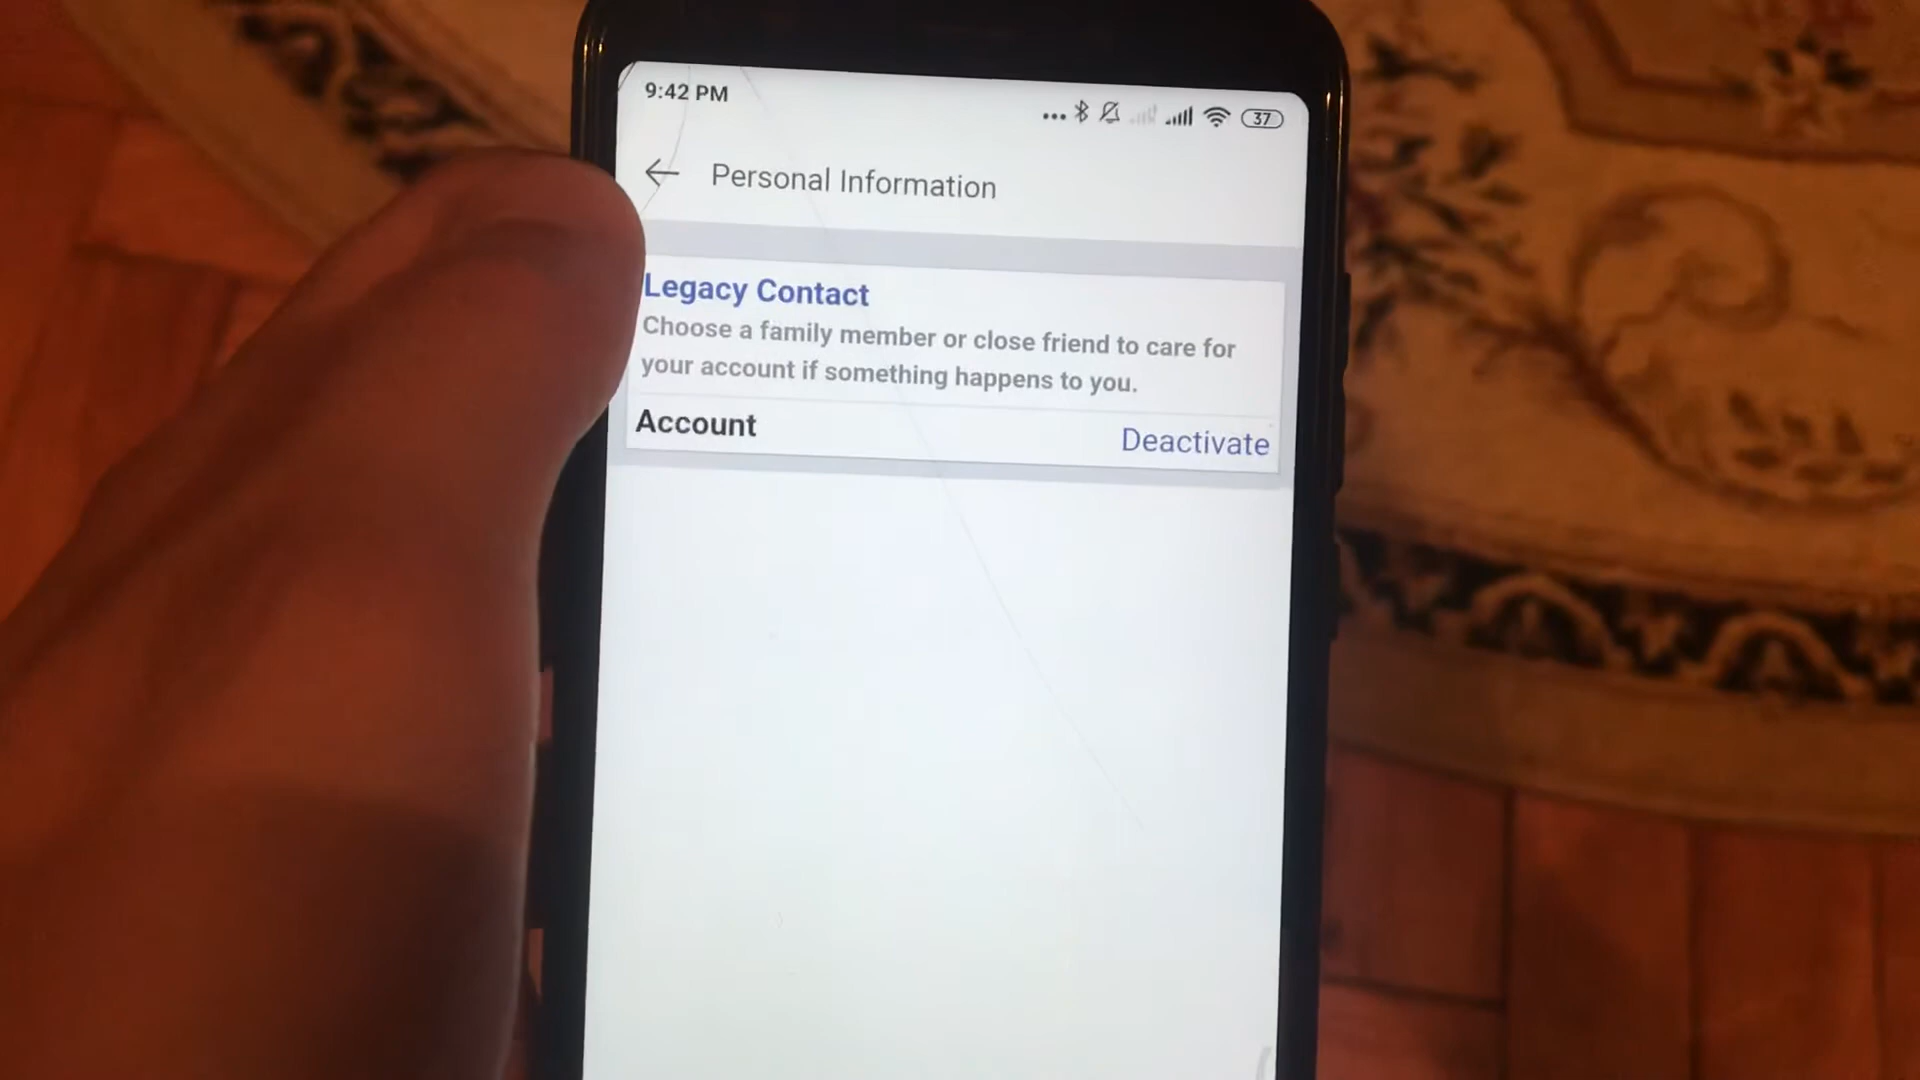 9:42 PM
37
Personal Information
Legacy Contact
Choose a family member or close friend to care for
your account if something happens to you.
Account
Deactivate